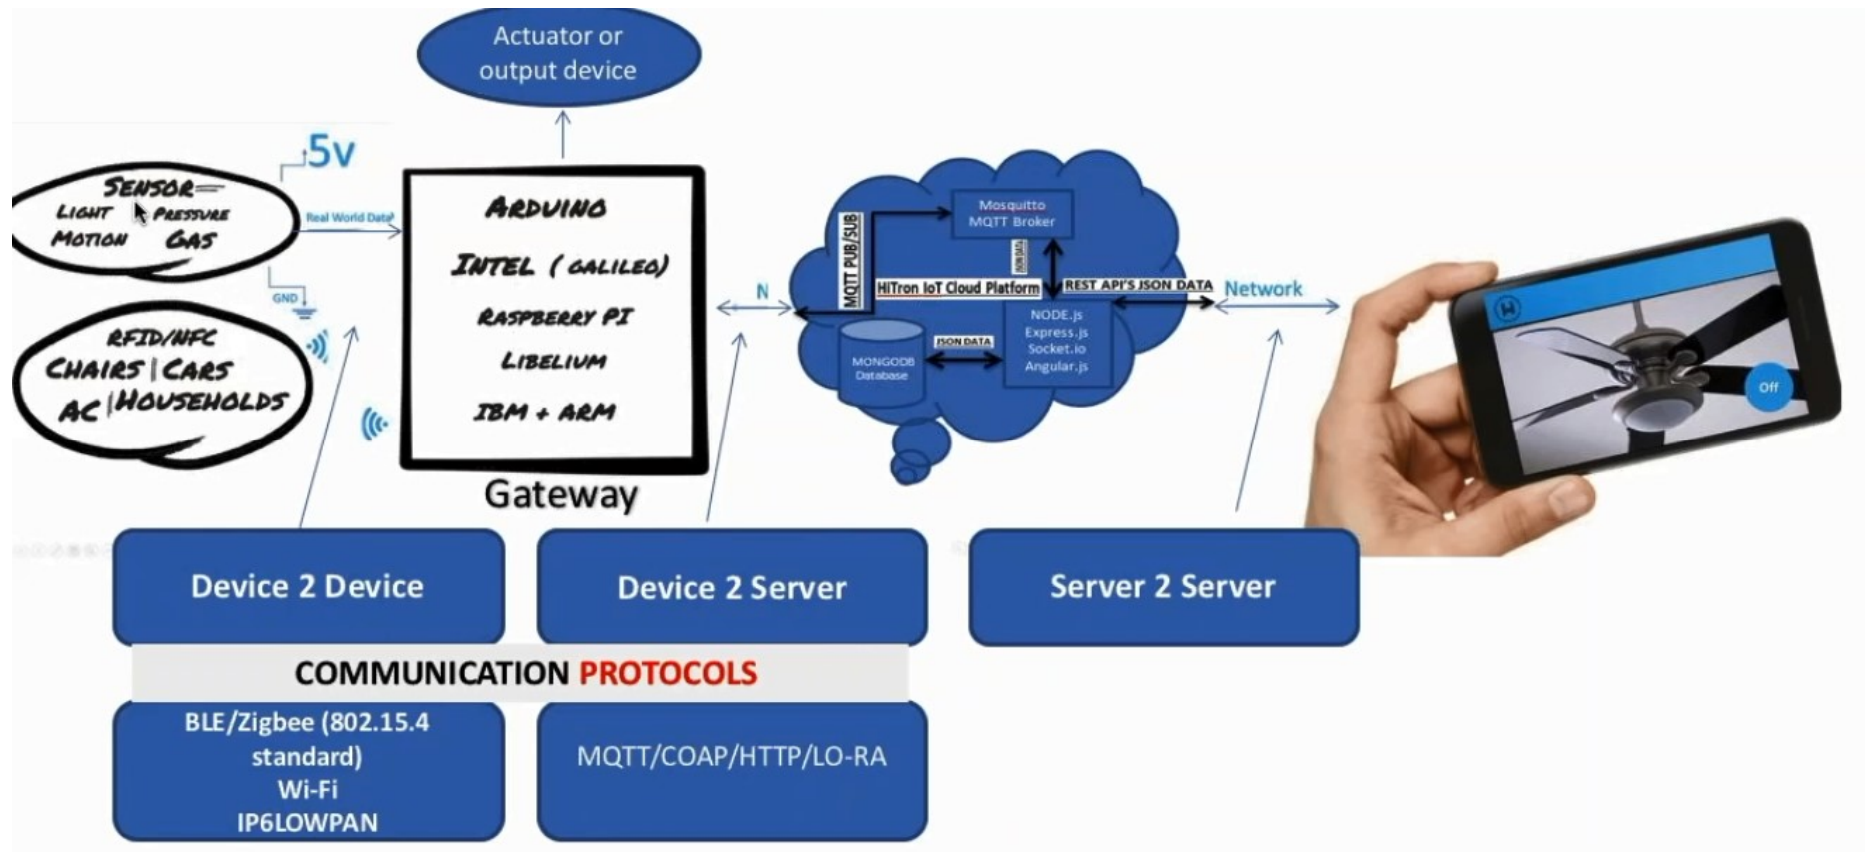 Actuator or
output device
5v
SENSOR
LIGHT PRESSURE
MOTION GAS
Real World Data
GND
RFID/NFC
CHAIRS | CARS
AC | HOUSEHOLDS
ARDUINO
INTEL ( GALILEO)
RASPBERRY PI
LIBELIUM
IBM + ARM
Gateway
N
MQTT PUB/SUB
Mosquitto
MQTT Broker
JSON DATA
HiTron IoT Cloud Platform
REST API'S JSON DATA
NODE.js
Express.js
Socket.io
Angular.js
JSON DATA
MONGODB
Database
Network
Off
Device 2 Device
Device 2 Server
Server 2 Server
COMMUNICATION PROTOCOLS
BLE/Zigbee (802.15.4
standard)
Wi-Fi
IP6LOWPAN
MQTT/COAP/HTTP/LO-RA